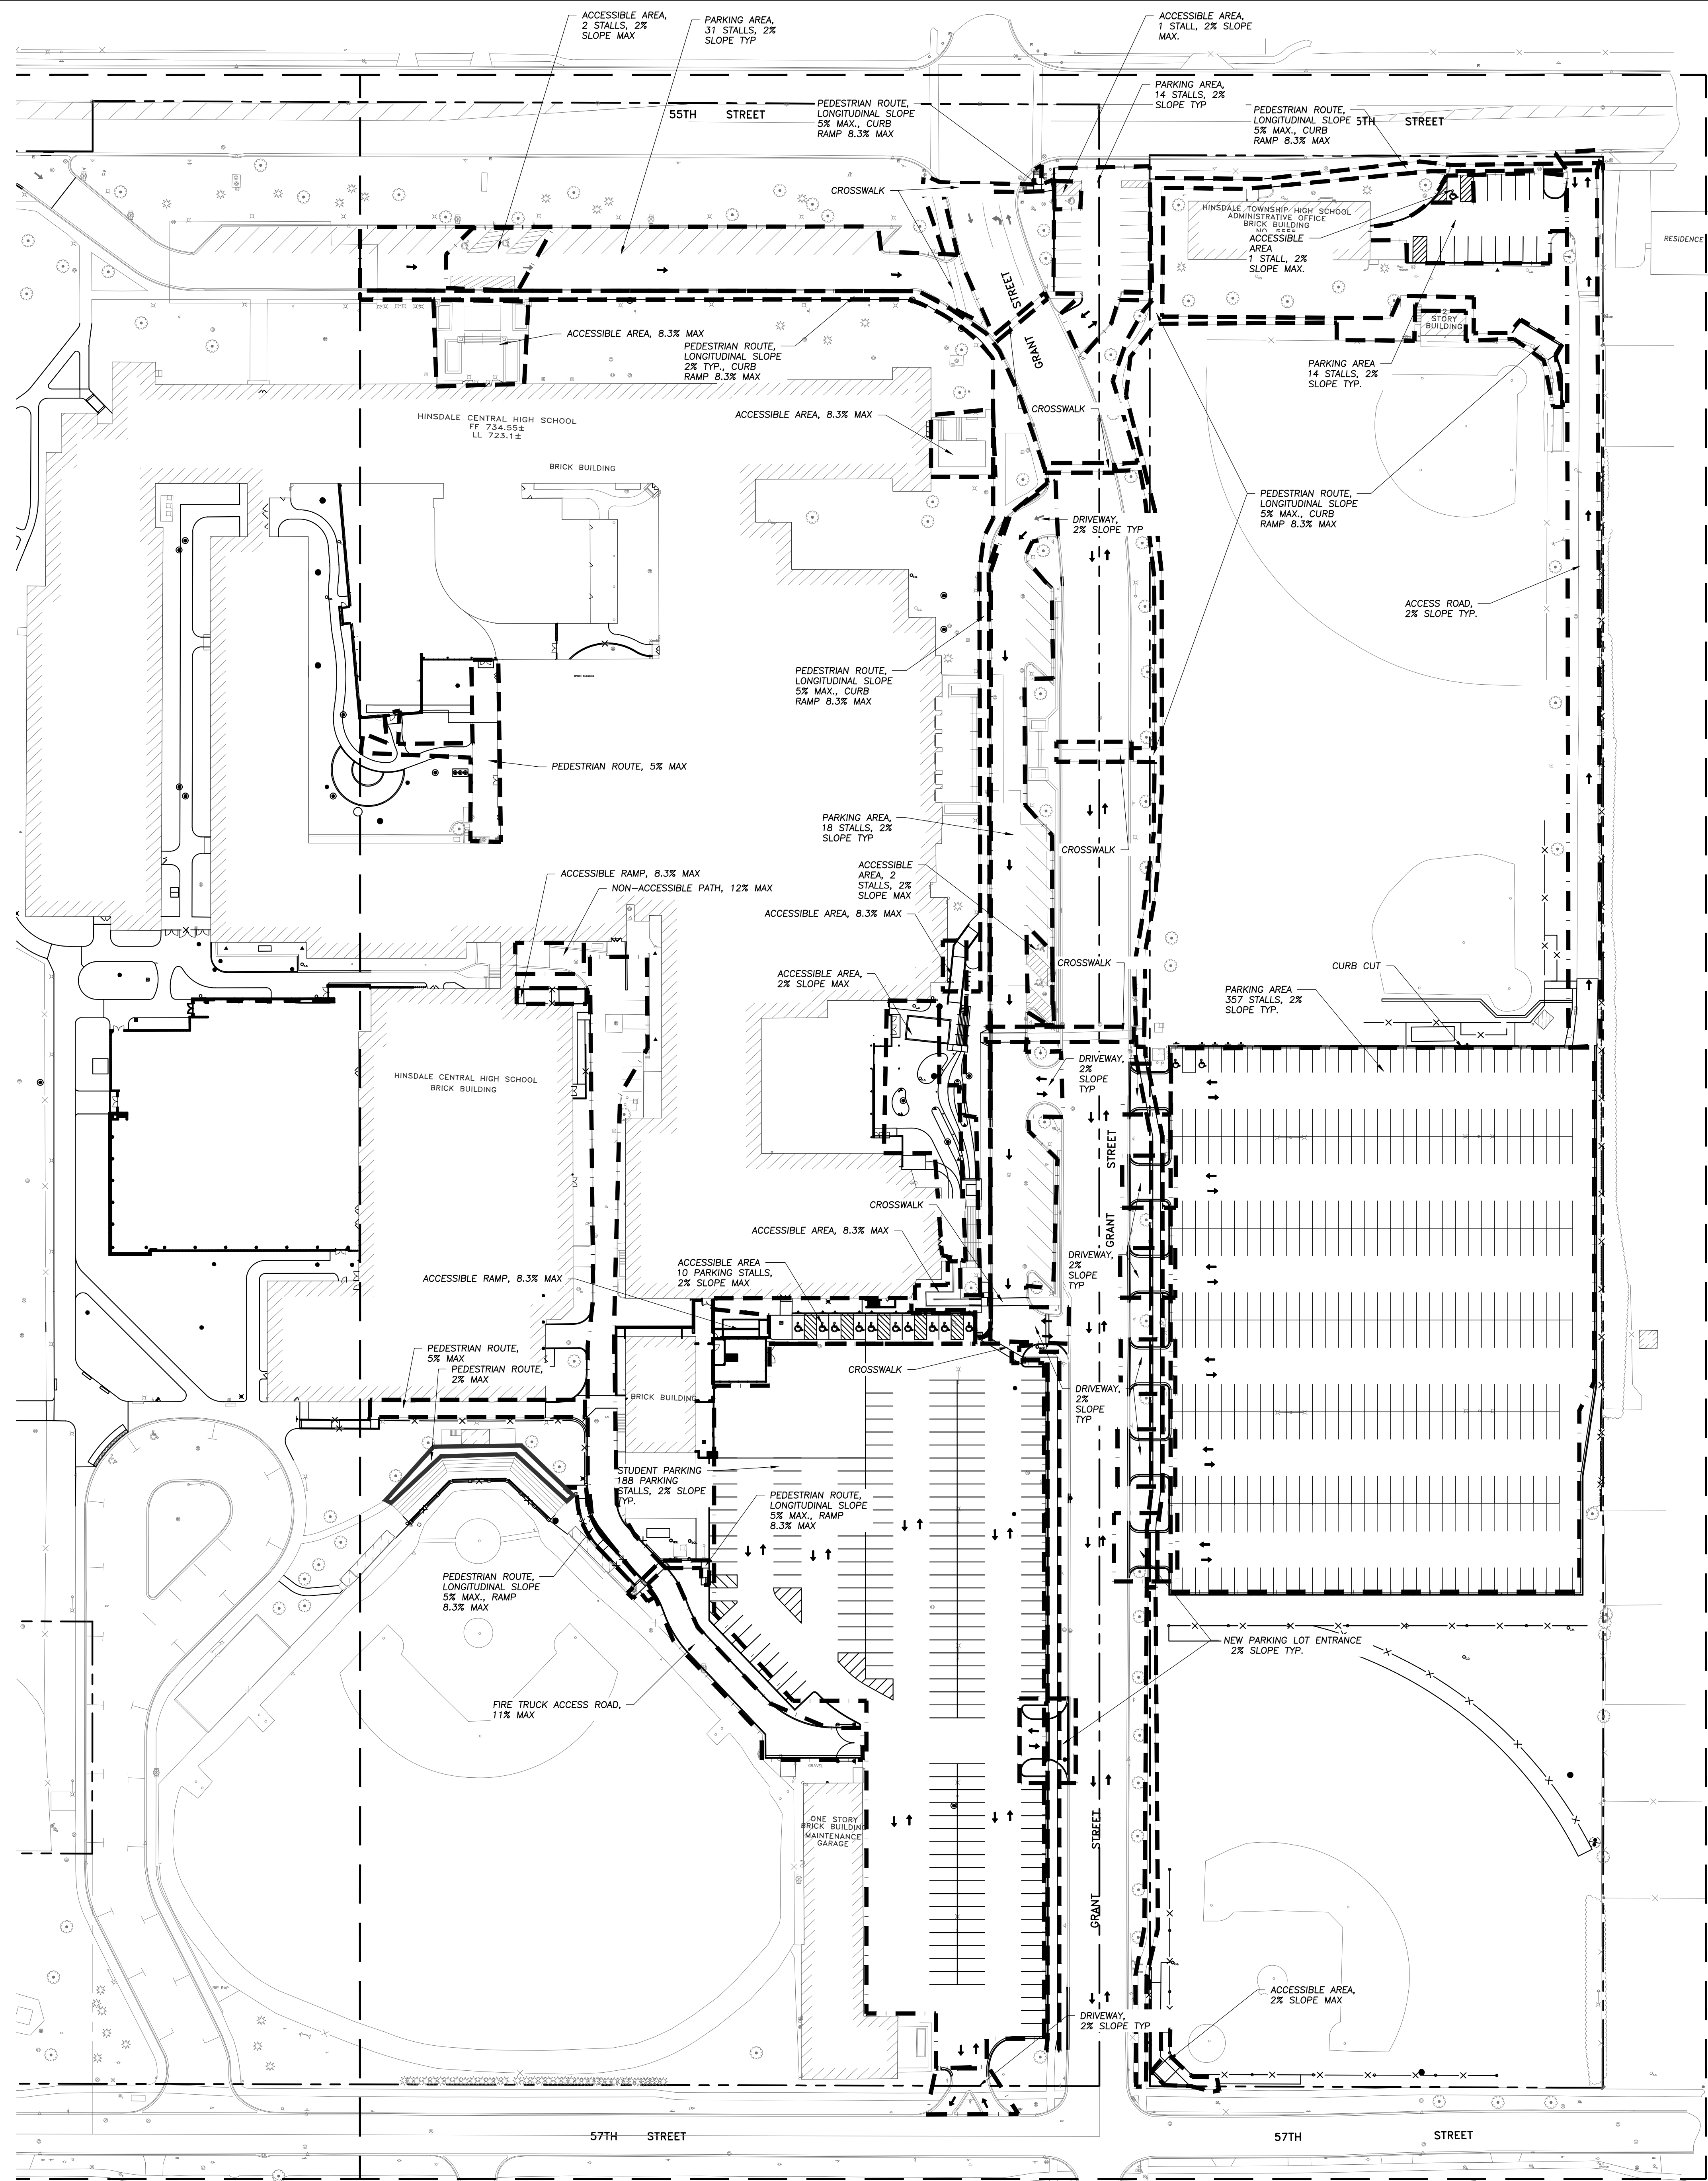 ACCESSIBLE AREA,
2 STALLS, 2%
SLOPE MAX
PARKING AREA,
31 STALLS, 2%
SLOPE TYP
ACCESSIBLE AREA,
1 STALL, 2% SLOPE
MAX.
PARKING AREA,
14 STALLS, 2%
SLOPE TYP
PEDESTRIAN ROUTE,
LONGITUDINAL SLOPE
5% MAX., CURB
RAMP 8.3% MAX
PEDESTRIAN ROUTE,
LONGITUDINAL SLOPE
5% MAX., CURB
RAMP 8.3% MAX
55TH STREET
5TH STREET
CROSSWALK
HINSDALE TOWNSHIP HIGH SCHOOL
ADMINISTRATIVE OFFICE
BRICK BUILDING
NO. 5555
ACCESSIBLE
AREA
1 STALL, 2%
SLOPE MAX.
RESIDENCE
GRANT STREET
2
STORY
BUILDING
ACCESSIBLE AREA, 8.3% MAX
PEDESTRIAN ROUTE,
LONGITUDINAL SLOPE
2% TYP., CURB
RAMP 8.3% MAX
PARKING AREA
14 STALLS, 2%
SLOPE TYP.
HINSDALE CENTRAL HIGH SCHOOL
FF 734.55±
LL 723.1±
ACCESSIBLE AREA, 8.3% MAX
CROSSWALK
BRICK BUILDING
PEDESTRIAN ROUTE,
LONGITUDINAL SLOPE
5% MAX., CURB
RAMP 8.3% MAX
DRIVEWAY,
2% SLOPE TYP
ACCESS ROAD,
2% SLOPE TYP.
PEDESTRIAN ROUTE,
LONGITUDINAL SLOPE
5% MAX., CURB
RAMP 8.3% MAX
BRICK BUILDING
PEDESTRIAN ROUTE, 5% MAX
PARKING AREA,
18 STALLS, 2%
SLOPE TYP
CROSSWALK
ACCESSIBLE
AREA, 2
STALLS, 2%
SLOPE MAX
ACCESSIBLE RAMP, 8.3% MAX
NON-ACCESSIBLE PATH, 12% MAX
ACCESSIBLE AREA, 8.3% MAX
CROSSWALK
CURB CUT
ACCESSIBLE AREA,
2% SLOPE MAX
PARKING AREA
357 STALLS, 2%
SLOPE TYP.
HINSDALE CENTRAL HIGH SCHOOL
BRICK BUILDING
DRIVEWAY,
2%
SLOPE
TYP
GRANT STREET
CROSSWALK
ACCESSIBLE AREA, 8.3% MAX
DRIVEWAY,
2%
SLOPE
TYP
ACCESSIBLE AREA
10 PARKING STALLS,
2% SLOPE MAX
ACCESSIBLE RAMP, 8.3% MAX
PEDESTRIAN ROUTE,
5% MAX
PEDESTRIAN ROUTE,
2% MAX
CROSSWALK
BRICK BUILDING
DRIVEWAY,
2%
SLOPE
TYP
STUDENT PARKING
188 PARKING
STALLS, 2% SLOPE
TYP.
PEDESTRIAN ROUTE,
LONGITUDINAL SLOPE
5% MAX., RAMP
8.3% MAX
PEDESTRIAN ROUTE,
LONGITUDINAL SLOPE
5% MAX., RAMP
8.3% MAX
NEW PARKING LOT ENTRANCE
2% SLOPE TYP.
FIRE TRUCK ACCESS ROAD,
11% MAX
GRAVEL
ONE STORY
BRICK BUILDING
MAINTENANCE
GARAGE
GRANT STREET
ACCESSIBLE AREA,
2% SLOPE MAX
DRIVEWAY,
2% SLOPE TYP
57TH STREET
57TH STREET